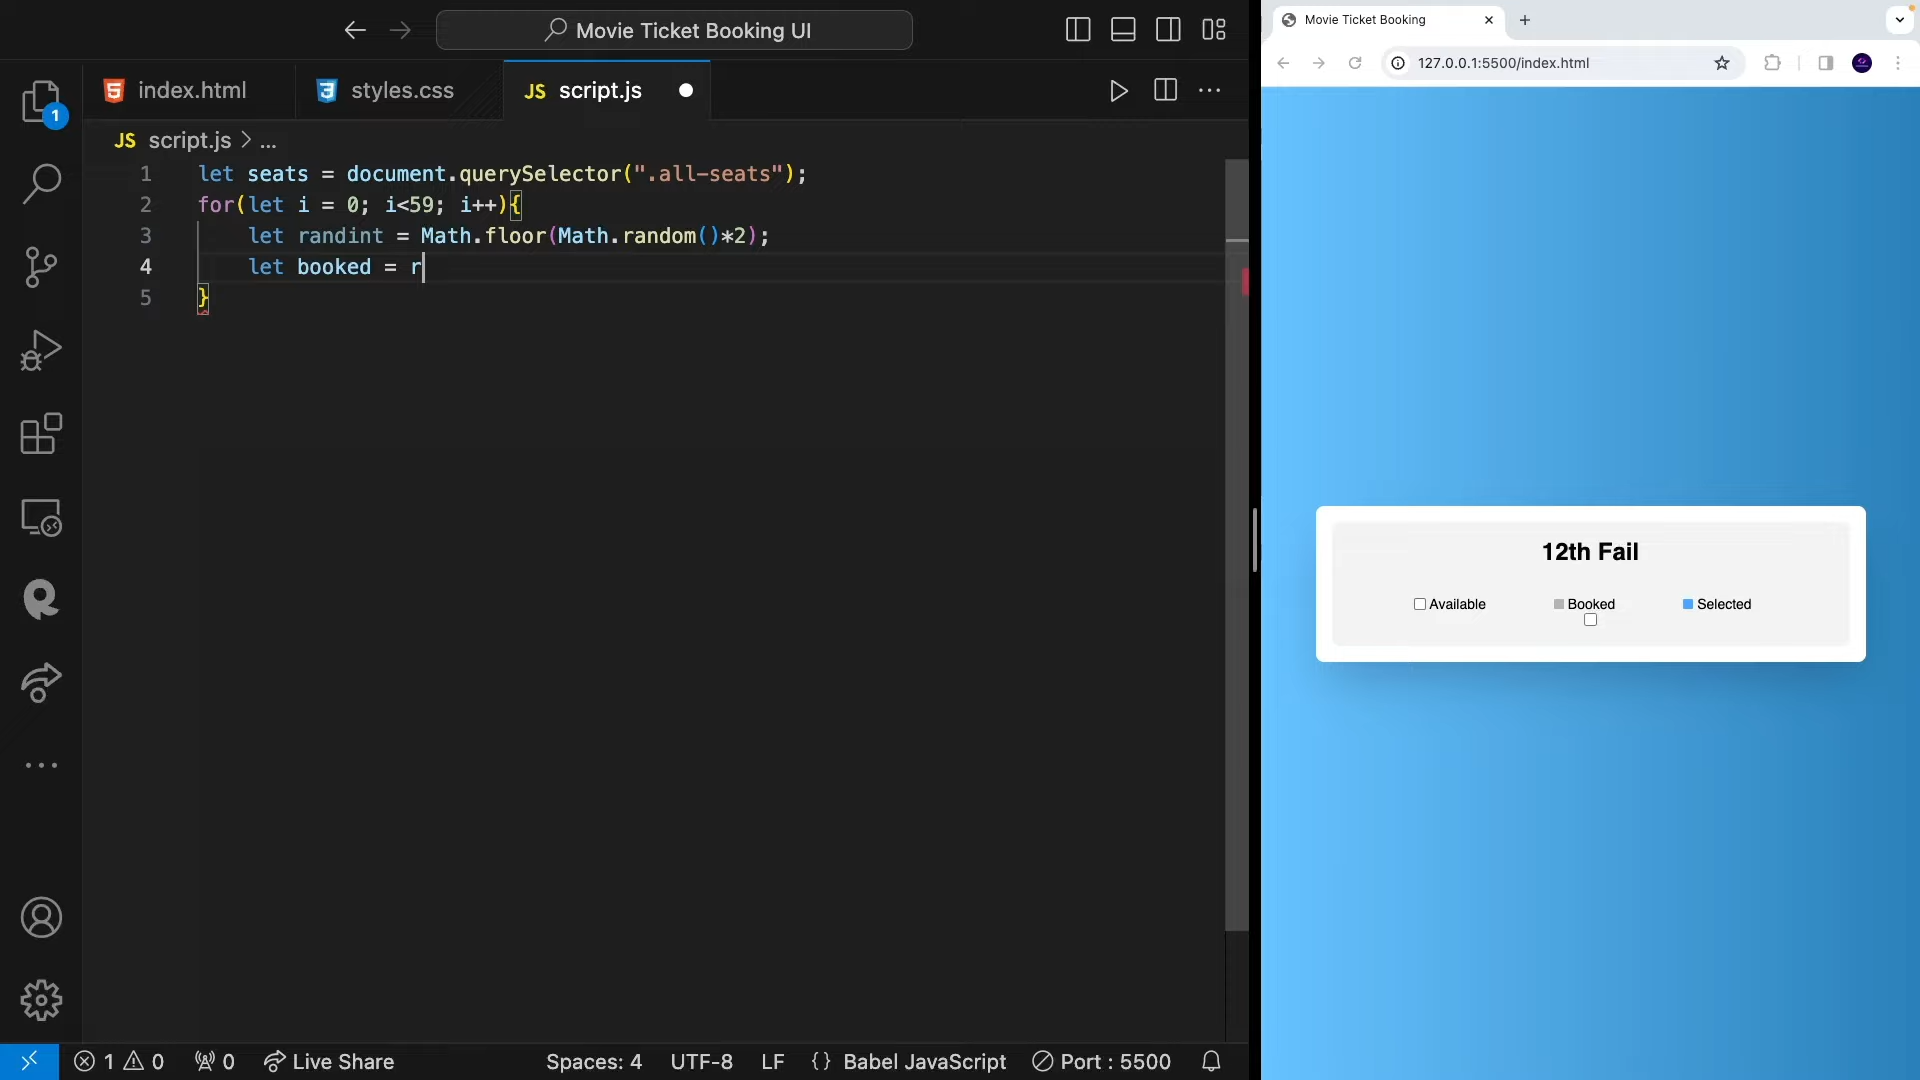 Movie Ticket Booking UI
index.html
styles.css
JS script.js
1
JS script.js > ...
1 let seats = document.querySelector(".all-seats");
2 for(let i = 0; i<59; i++){
3 let randint = Math.floor(Math.random()*2);
4 let booked = r
5 }
1 0
0
Live Share
Spaces: 4
UTF-8
LF
{} Babel JavaScript
Port : 5500
Movie Ticket Booking
127.0.0.1:5500/index.html
12th Fail
Available
Booked
Selected